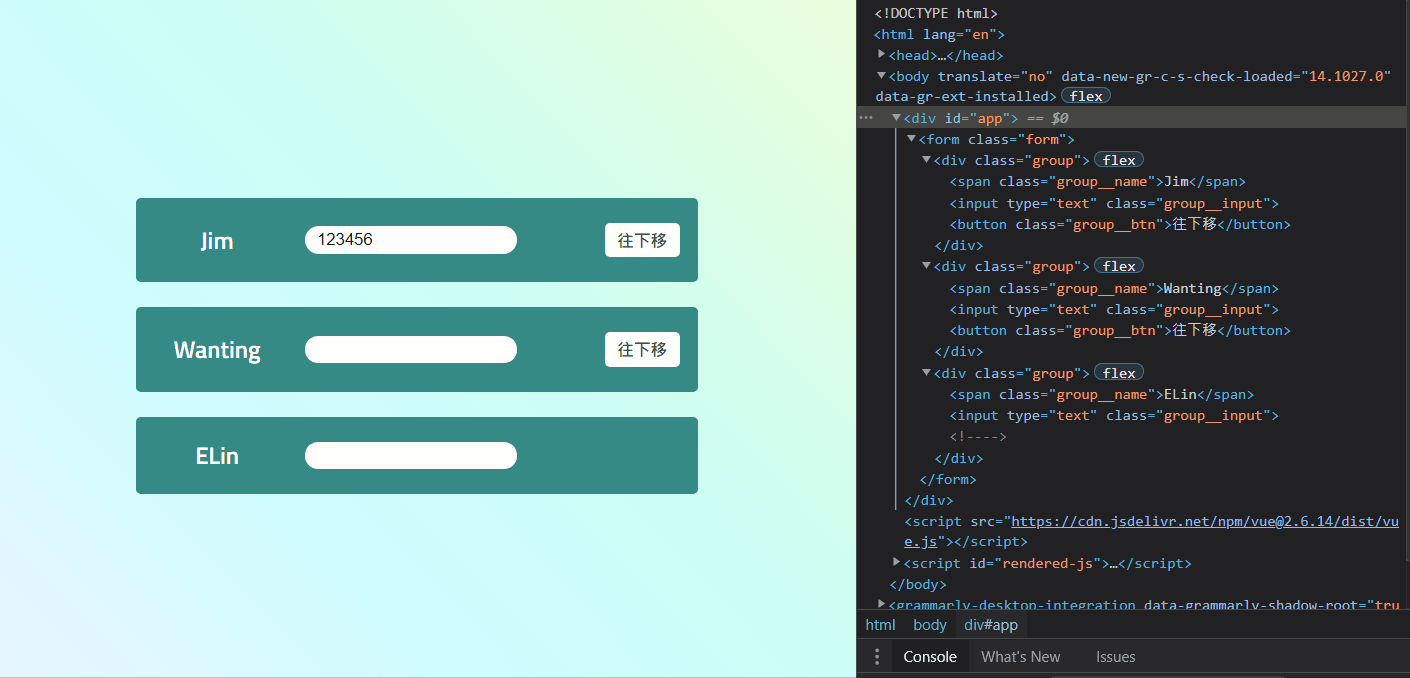 Jim
123456
往下移
Wanting
往下移
ELin
<!DOCTYPE html>
<html lang="en">
<head>…</head>
<body translate="no" data-new-gr-c-s-check-loaded="14.1027.0"
data-gr-ext-installed> flex
<div id="app"> == $0
<form class="form">
<div class="group"> flex
<span class="group__name">Jim</span>
<input type="text" class="group__input">
<button class="group__btn">往下移</button>
</div>
<div class="group"> flex
<span class="group__name">Wanting</span>
<input type="text" class="group__input">
<button class="group__btn">往下移</button>
</div>
<div class="group"> flex
<span class="group__name">ELin</span>
<input type="text" class="group__input">
<!---->
</div>
</form>
</div>
<script src="https://cdn.jsdelivr.net/npm/vue@2.6.14/dist/vu
e.js"></script>
<script id="rendered-js">…</script>
</body>
<grammarly-desktop-integration data-grammarly-shadow-root="tru
html body div#app
Console What's New Issues